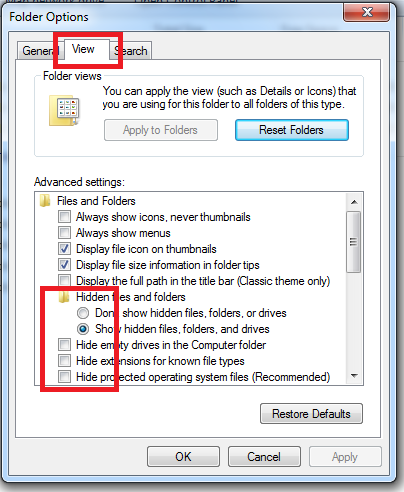 Folder Options
General
View
Search
Folder views
You can apply the view (such as Details or Icons) that
you are using for this folder to all folders of this type.
Apply to Folders
Reset Folders
Advanced settings:
Files and Folders
Always show icons, never thumbnails
Always show menus
Display file icon on thumbnails
Display file size information in folder tips
Display the full path in the title bar (Classic theme only)
Hidden files and folders
Don't show hidden files, folders, or drives
Show hidden files, folders, and drives
Hide empty drives in the Computer folder
Hide extensions for known file types
Hide protected operating system files (Recommended)
Restore Defaults
OK
Cancel
Apply